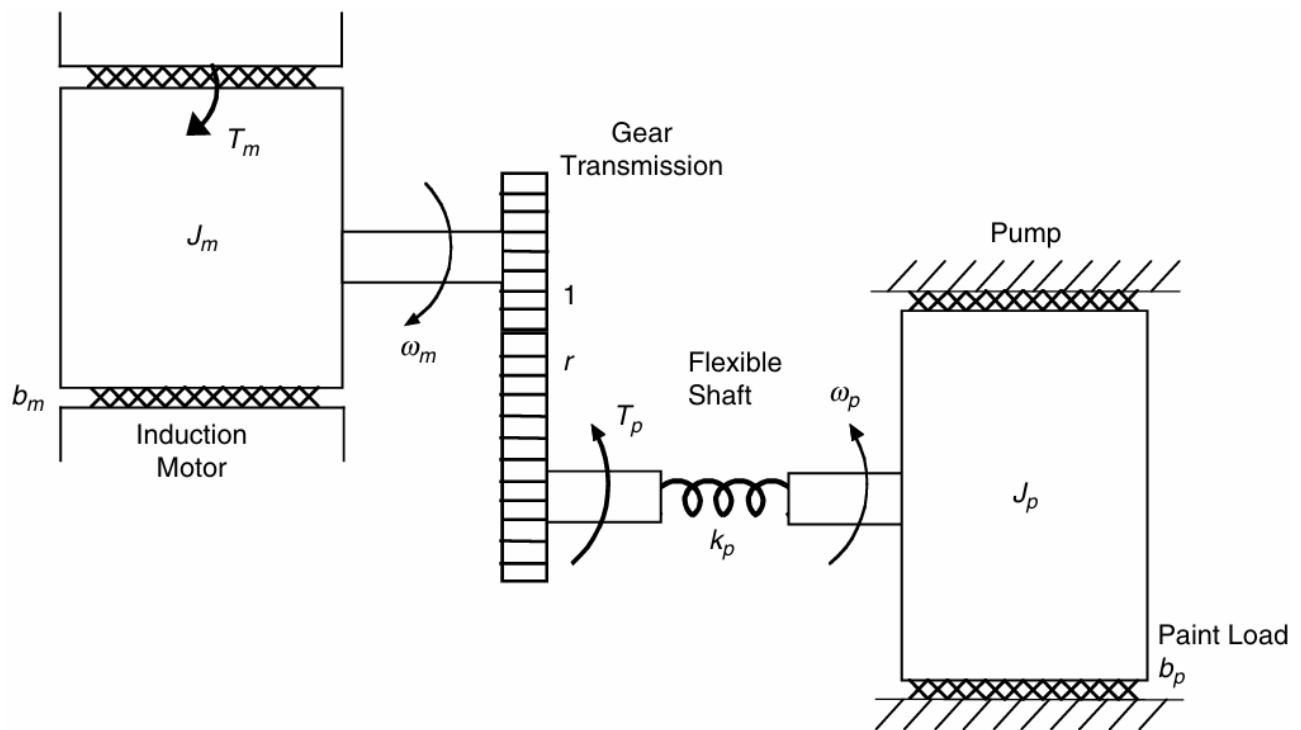 T_m
Gear
Transmission
J_m
Pump
1
ω_m
r
Flexible
Shaft
ω_p
b_m
T_p
Induction
Motor
J_p
k_p
Paint Load
b_p